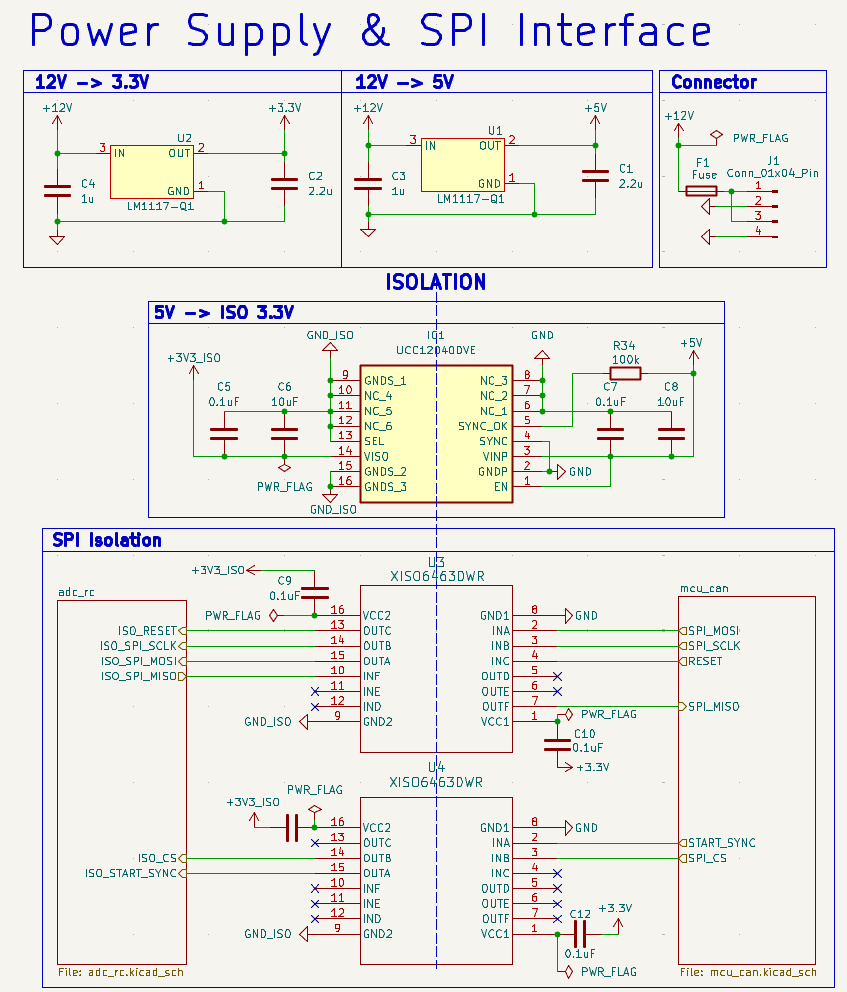 Power Supply & SPI Interface
12V -> 3.3V
12V -> 5V
Connector
+12V
+3.3V
U2
3 IN OUT 2
GND 1
LM1117-Q1
C4
1u
C2
2.2u
+12V
+5V
U1
3 IN OUT 2
GND 1
LM1117-Q1
C3
1u
C1
2.2u
+12V
PWR_FLAG
F1
Fuse
J1
Conn_01x04_Pin
1
2
3
4
ISOLATION
5V -> ISO 3.3V
GND_ISO
IC1
UCC12040DVE
GND
+3V3_ISO
C5
0.1uF
C6
10uF
R34
100k
+5V
C7
0.1uF
C8
10uF
9 GNDS_1 NC_3 8
10 NC_4 NC_2 7
11 NC_5 NC_1 6
12 NC_6 SYNC_OK 5
13 SEL SYNC 4
14 VISO VINP 3
15 GNDS_2 GNDP 2
16 GNDS_3 EN 1
GND
PWR_FLAG
GND_ISO
SPI Isolation
U3
XISO6463DWR
+3V3_ISO
C9
0.1uF
PWR_FLAG
adc_rc
mcu_can
16 VCC2 GND1 8 GND
ISO_RESET 13 OUTC INA 2 SPI_MOSI
ISO_SPI_SCLK 14 OUTB INB 3 SPI_SCLK
ISO_SPI_MOSI 15 OUTA INC 4 RESET
ISO_SPI_MISO 10 INF OUTD 5
11 INE OUTE 6
12 IND OUTF 7 SPI_MISO
GND_ISO 9 GND2 VCC1 1
PWR_FLAG
C10
0.1uF
+3.3V
U4
XISO6463DWR
PWR_FLAG
+3V3_ISO
16 VCC2 GND1 8 GND
13 OUTC INA 2 START_SYNC
ISO_CS 14 OUTB INB 3 SPI_CS
ISO_START_SYNC 15 OUTA INC 4
10 INF OUTD 5
11 INE OUTE 6
12 IND OUTF 7
GND_ISO 9 GND2 VCC1 1
C12
0.1uF
+3.3V
PWR_FLAG
File: adc_rc.kicad_sch
File: mcu_can.kicad_sch